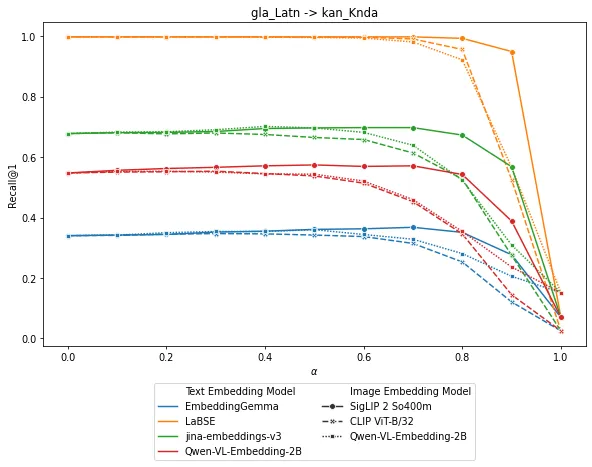 gla_Latn -> kan_Knda
Recall@1
1.0
0.8
0.6
0.4
0.2
0.0
0.0 0.2 0.4 0.6 0.8 1.0
α
Text Embedding Model
EmbeddingGemma
LaBSE
jina-embeddings-v3
Qwen-VL-Embedding-2B
Image Embedding Model
SigLIP 2 So400m
CLIP ViT-B/32
Qwen-VL-Embedding-2B